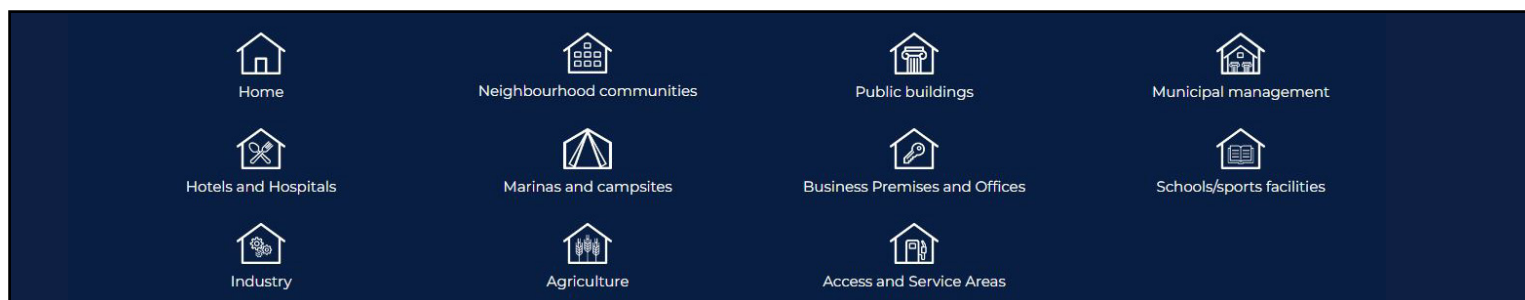 Home
Neighbourhood communities
Public buildings
Municipal management
Hotels and Hospitals
Marinas and campsites
Business Premises and Offices
Schools/sports facilities
Industry
Agriculture
Access and Service Areas